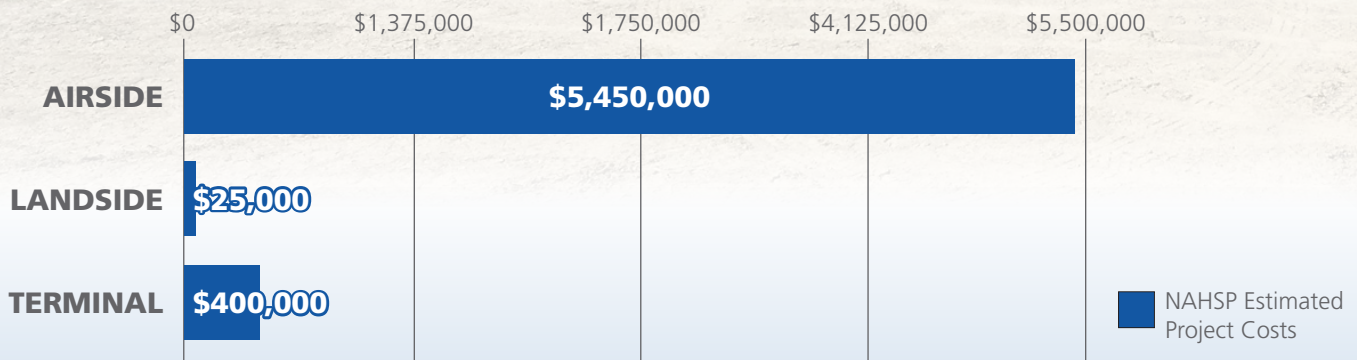 $0 $1,375,000 $1,750,000 $4,125,000 $5,500,000
AIRSIDE $5,450,000
LANDSIDE $25,000
TERMINAL $400,000
NAHSP Estimated
Project Costs